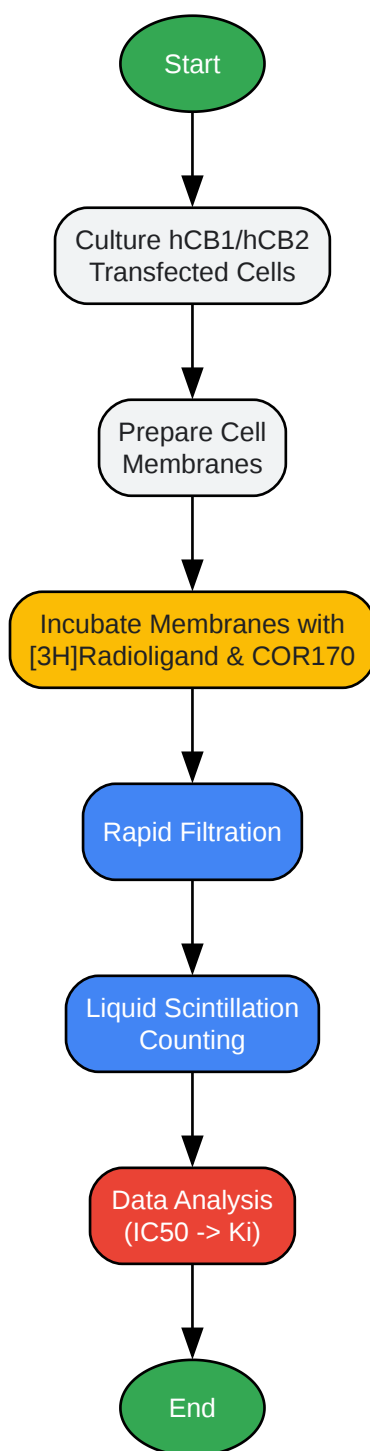 Start
Culture hCB1/hCB2
Transfected Cells
Prepare Cell
Membranes
Incubate Membranes with
[3H]Radioligand & COR170
Rapid Filtration
Liquid Scintillation
Counting
Data Analysis
(IC50 -> Ki)
End